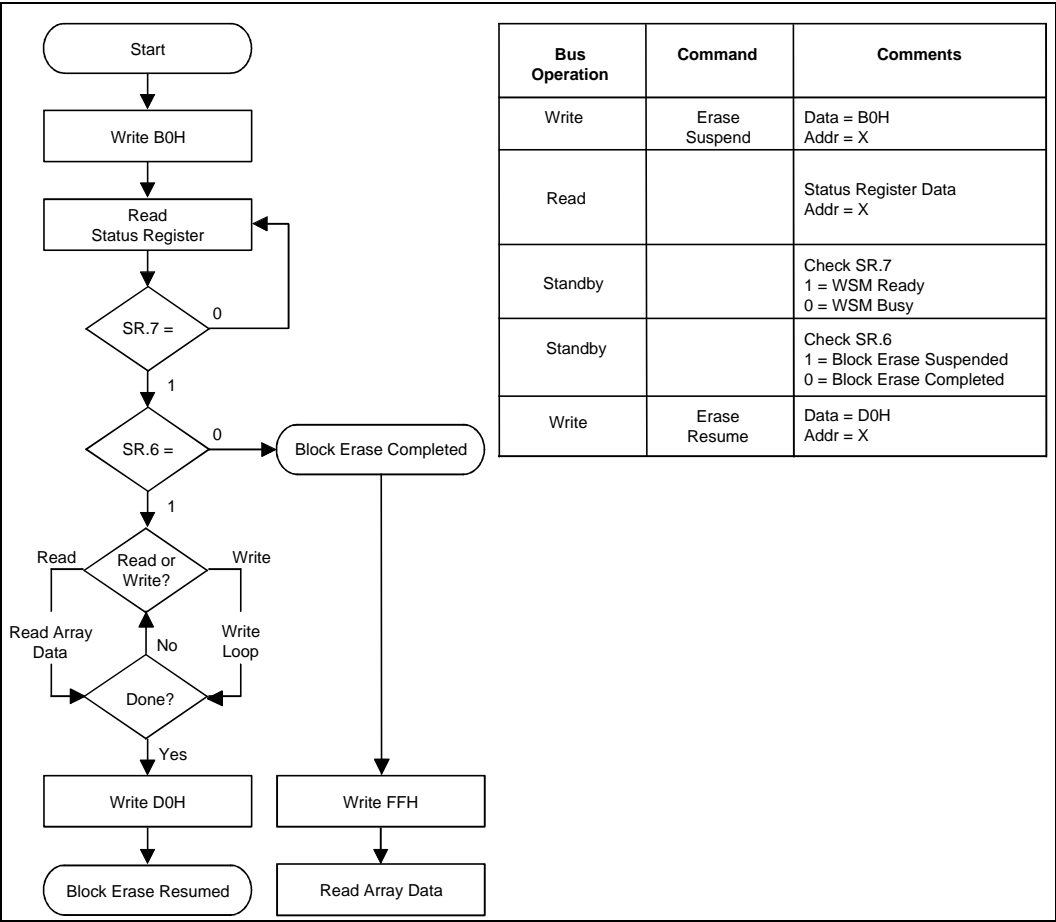 Start
Write B0H
Read
Status Register
SR.7 =
0
1
SR.6 =
0
Block Erase Completed
1
Read
Read or
Write?
Write
Read Array
Data
No
Write
Loop
Done?
Yes
Write D0H
Write FFH
Block Erase Resumed
Read Array Data
Bus
Operation
Command
Comments
Write
Erase
Suspend
Data = B0H
Addr = X
Read
Status Register Data
Addr = X
Standby
Check SR.7
1 = WSM Ready
0 = WSM Busy
Standby
Check SR.6
1 = Block Erase Suspended
0 = Block Erase Completed
Write
Erase
Resume
Data = D0H
Addr = X